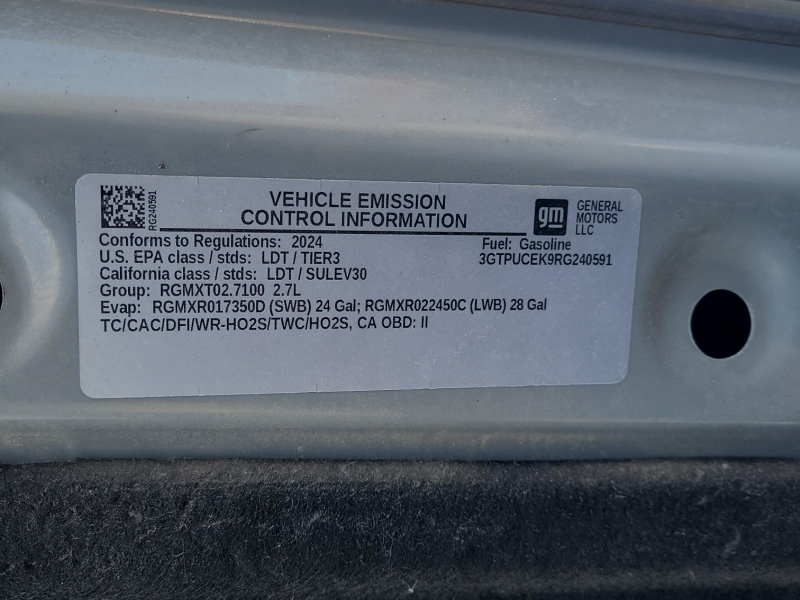 RG240591
VEHICLE EMISSION
CONTROL INFORMATION
gm
GENERAL
MOTORS
LLC
Conforms to Regulations: 2024
Fuel: Gasoline
U.S. EPA class / stds: LDT / TIER3
3GTPUCEK9RG240591
California class / stds: LDT / SULEV30
Group: RGMXT02.7100 2.7L
Evap: RGMXR017350D (SWB) 24 Gal; RGMXR022450C (LWB) 28 Gal
TC/CAC/DFI/WR-HO2S/TWC/HO2S, CA OBD: II